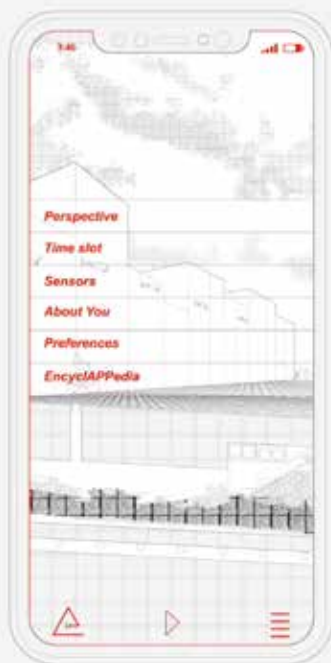 Perspective
Time slot
Sensors
About You
Preferences
EncyclAPPedia